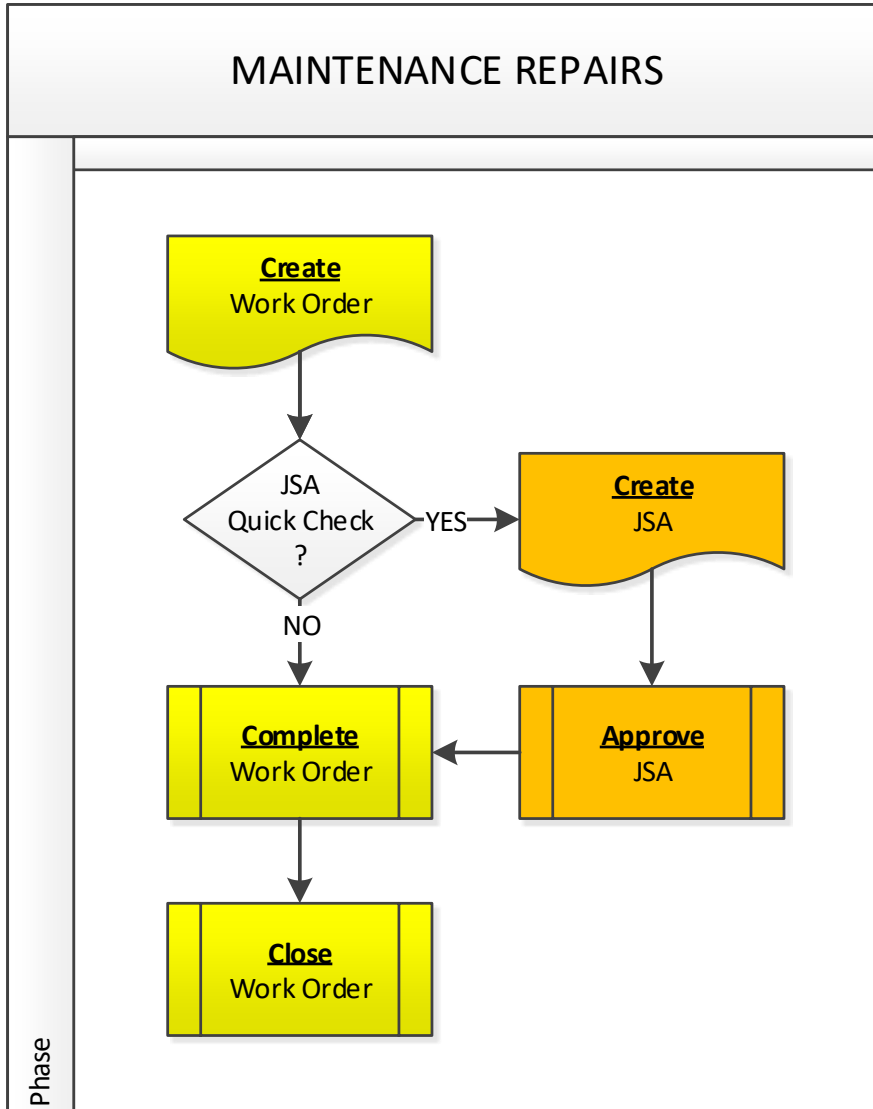 MAINTENANCE REPAIRS
Create
Work Order
JSA
Quick Check
?
YES
Create
JSA
NO
Complete
Work Order
Approve
JSA
Close
Work Order
Phase